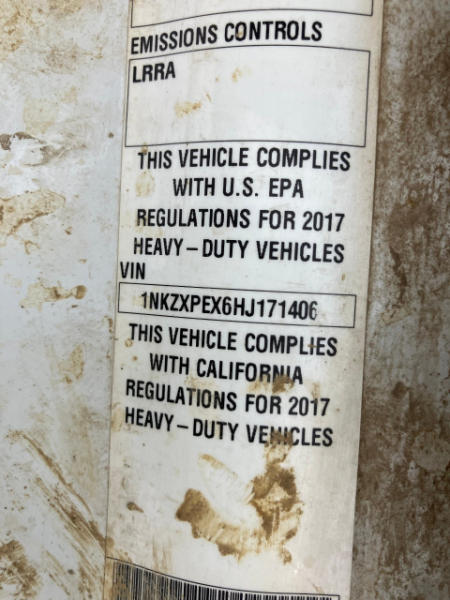 EMISSIONS CONTROLS
LRRA
THIS VEHICLE COMPLIES
WITH U.S. EPA
REGULATIONS FOR 2017
HEAVY–DUTY VEHICLES
VIN
1NKZXPEX6HJ171406
THIS VEHICLE COMPLIES
WITH CALIFORNIA
REGULATIONS FOR 2017
HEAVY–DUTY VEHICLES